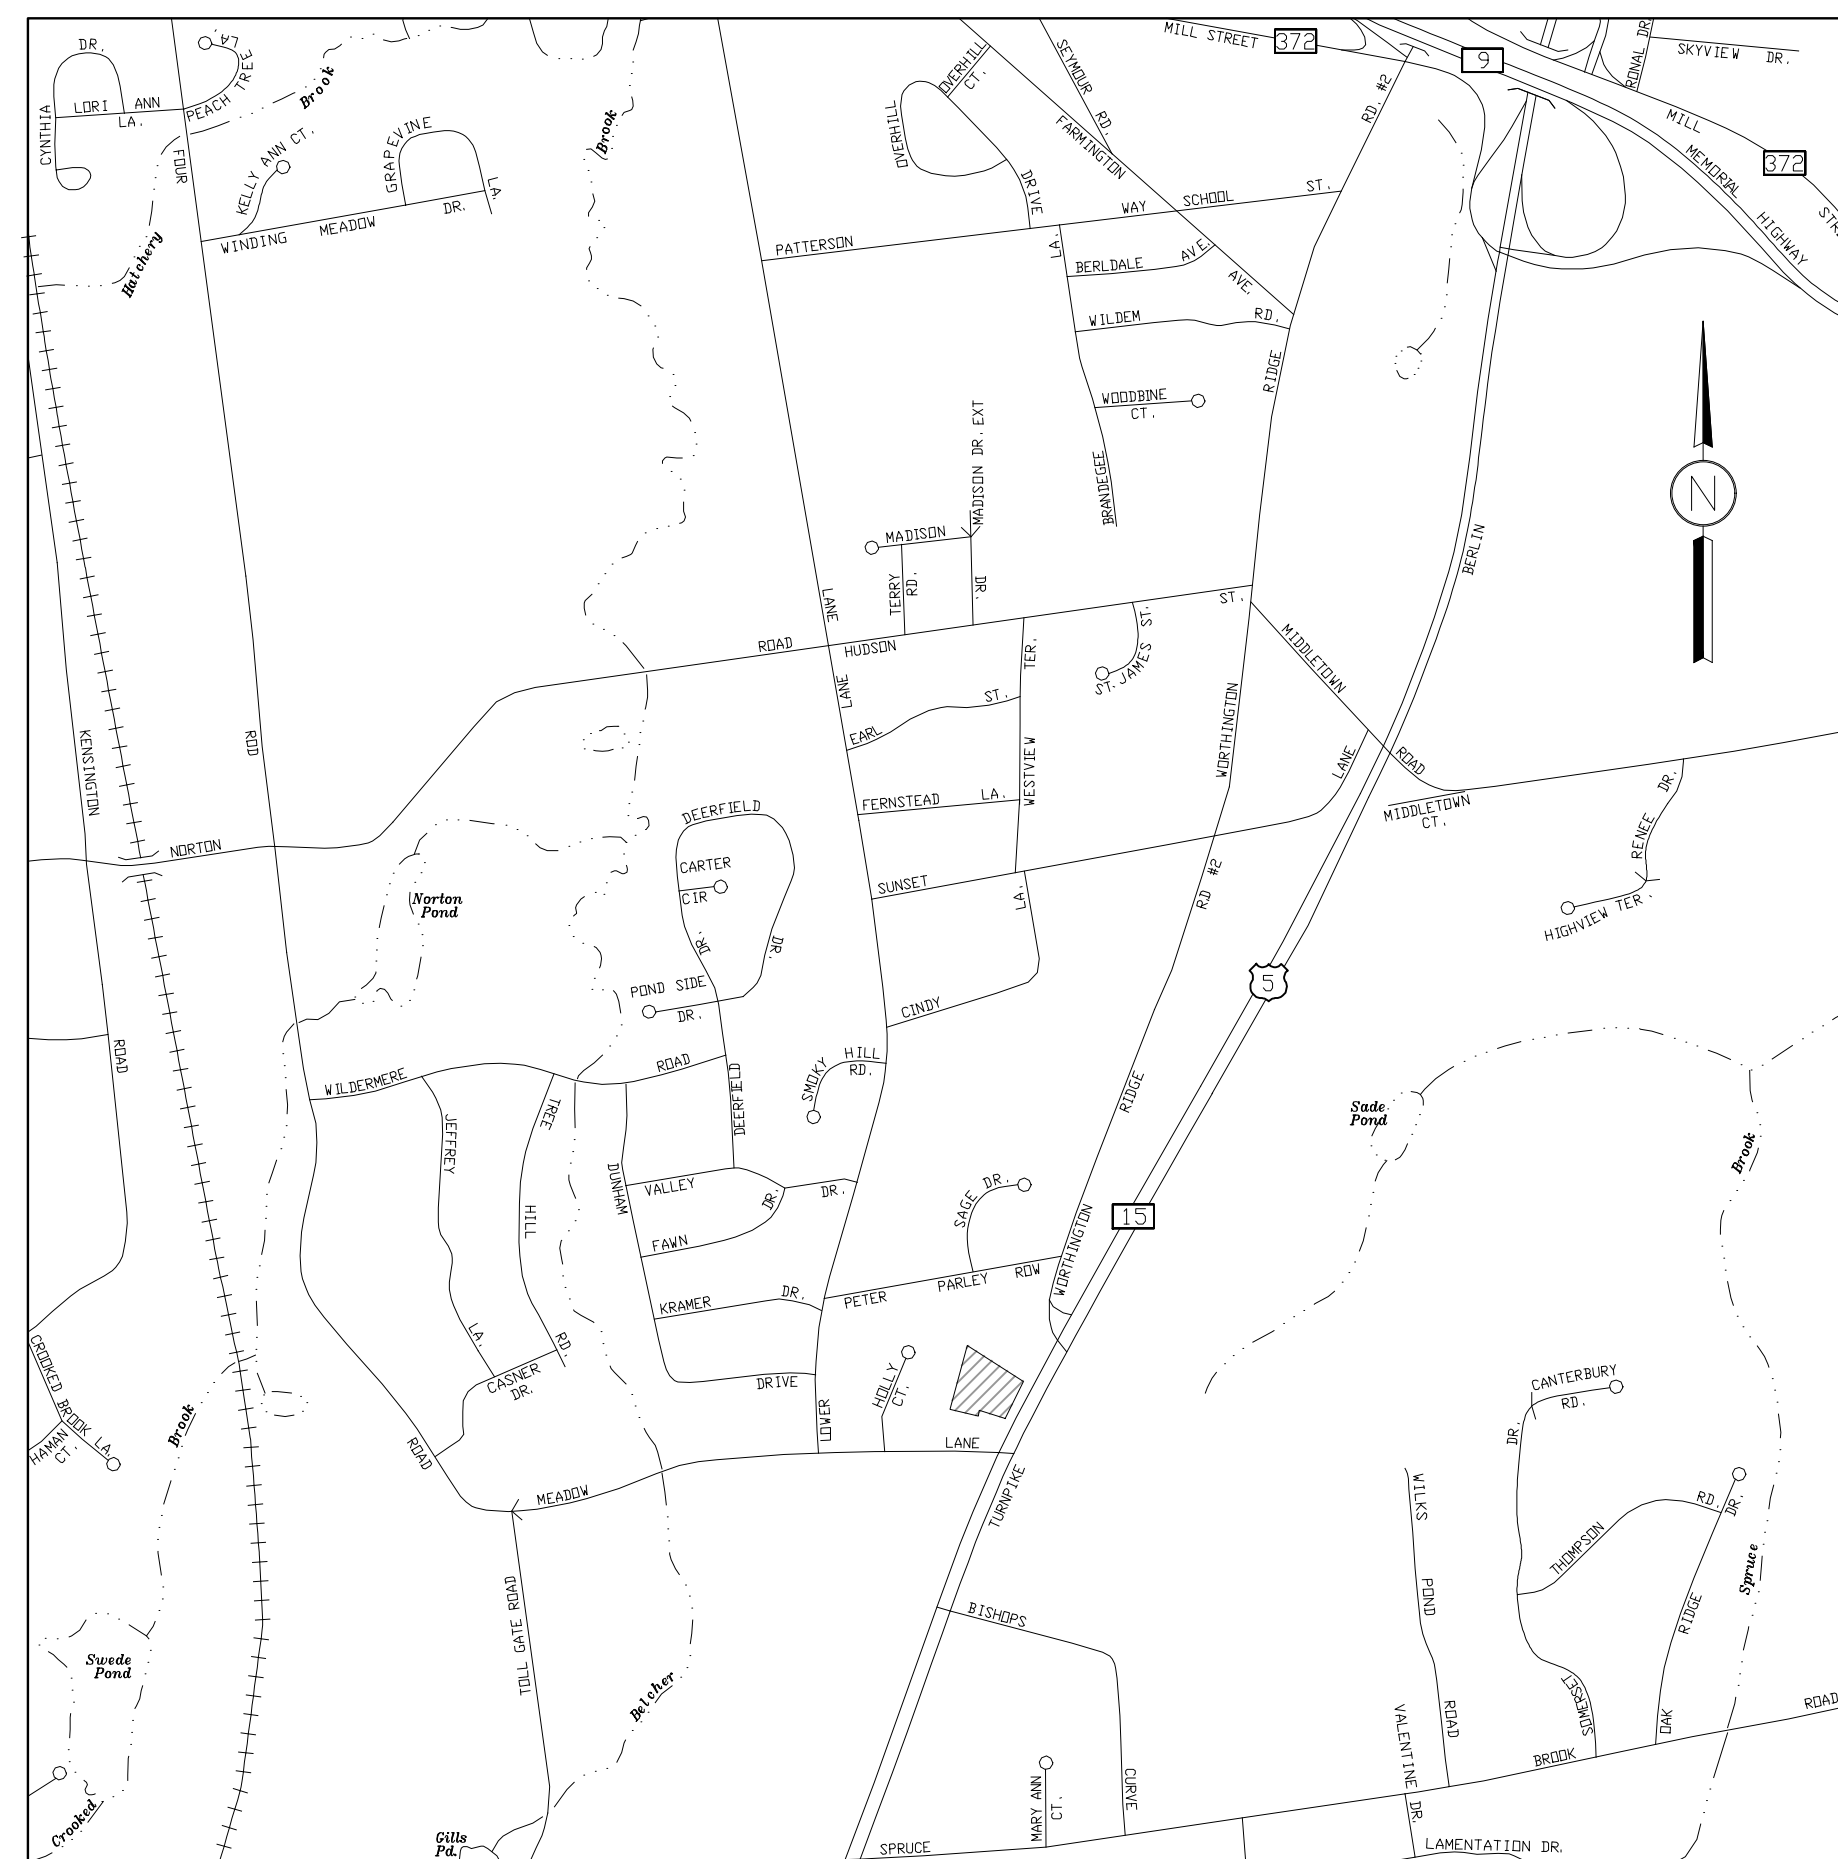 DR.
LA.
CYNTHIA
LORI ANN
LA.
PEACH TREE
Brook
FOUR
KELLY ANN CT.
GRAPEVINE
LA.
WINDING MEADOW DR.
Hatchery
Brook
OVERHILL
CT.
OVERHILL
DRIVE
SEYMOUR RD.
FARMINGTON
AVE.
MILL STREET
372
9
RD. #2
RONAL DR.
SKYVIEW DR.
MILL
372
STR.
MEMORIAL
HIGHWAY
PATTERSON WAY
SCHOOL ST.
LA.
BERLDALE AVE.
WILDEM RD.
RIDGE
WOODBINE
CT.
BRANDEGEE
MADISON DR. EXT
MADISON
DR.
TERRY
RD.
N
BERLIN
LANE
ROAD
HUDSON ST.
TER.
ST. JAMES ST.
MIDDLETOWN
ROAD
LANE
EARL ST.
WESTVIEW
WORTHINGTON
LANE
FERNSTEAD LA.
MIDDLETOWN
CT.
RENEE DR.
HIGHVIEW TER.
KENSINGTON
ROD
NORTON
Norton
Pond
DEERFIELD
CARTER
CIR
DR.
DR.
SUNSET
LA.
RD #2
POND SIDE
DR.
CINDY
5
ROAD
WILDERMERE ROAD
DEERFIELD
SMOKY HILL
RD.
RIDGE
Sade
Pond
Brook
JEFFREY
TREE
HILL
DUNHAM
VALLEY DR.
FAWN DR.
SAGE DR.
15
WORTHINGTON
KRAMER DR.
PETER PARLEY ROW
CROOKED BROOK LA.
HAMAN
CT.
LA.
RD.
CASNER
DR.
DRIVE
LOWER
HOLLY
CT.
LANE
CANTERBURY
RD.
DR.
Brook
ROAD
MEADOW
TURNPIKE
WILKS
POND
ROAD
THOMPSON RD.
DR.
RIDGE
OAK
Spruce
TOLL GATE ROAD
BISHOPS
CURVE
Swede
Pond
Belcher
SOMERSET
VALENTINE DR.
BROOK ROAD
MARY ANN
CT.
Crooked
Gills
Pd.
SPRUCE
LAMENTATION DR.